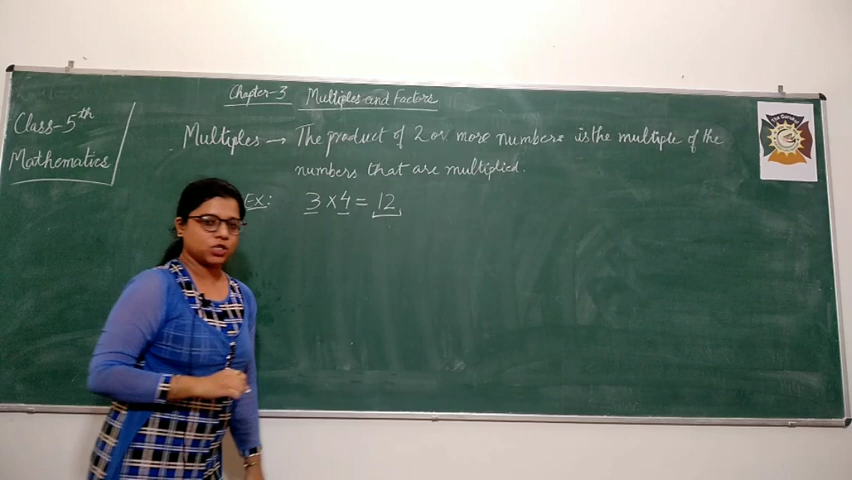 Chapter-3 Multiples and Factors
Class-5th
Mathematics
Multiples → The product of 2 or more numbers is the multiple of the
numbers that are multiplied.
EX: 3 × 4 = 12